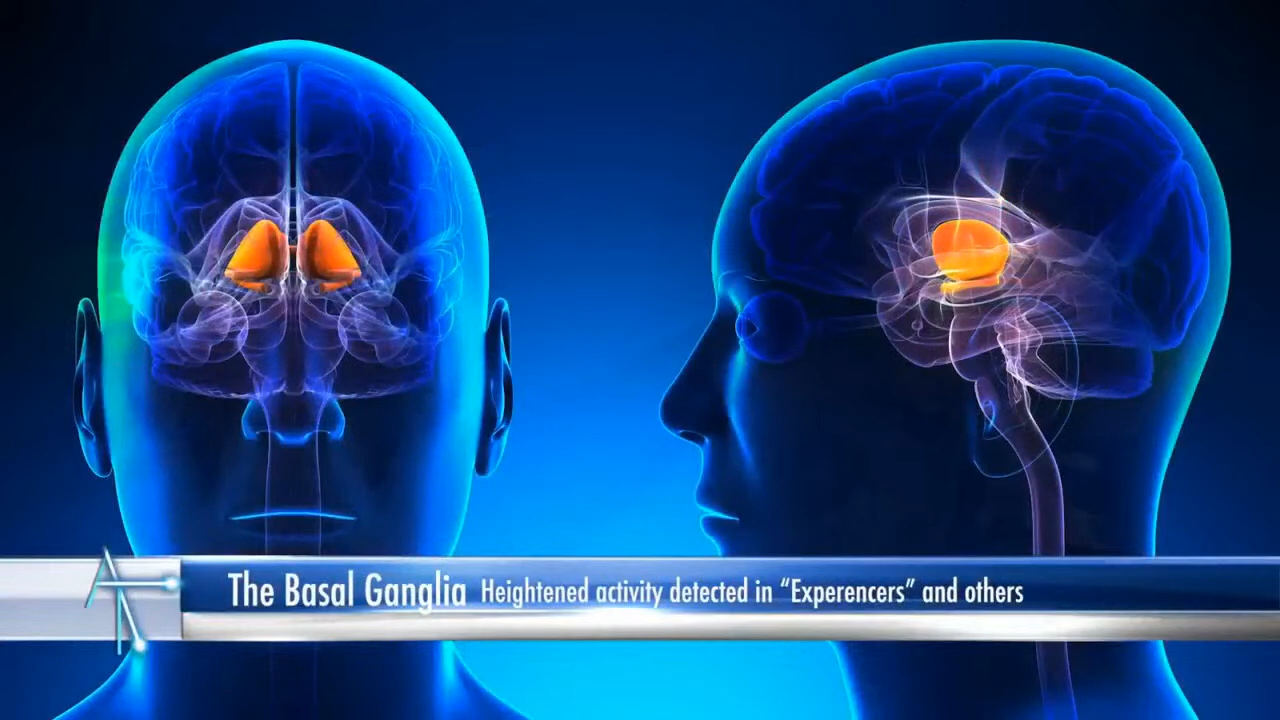 The Basal Ganglia Heightened activity detected in “Experencers” and others